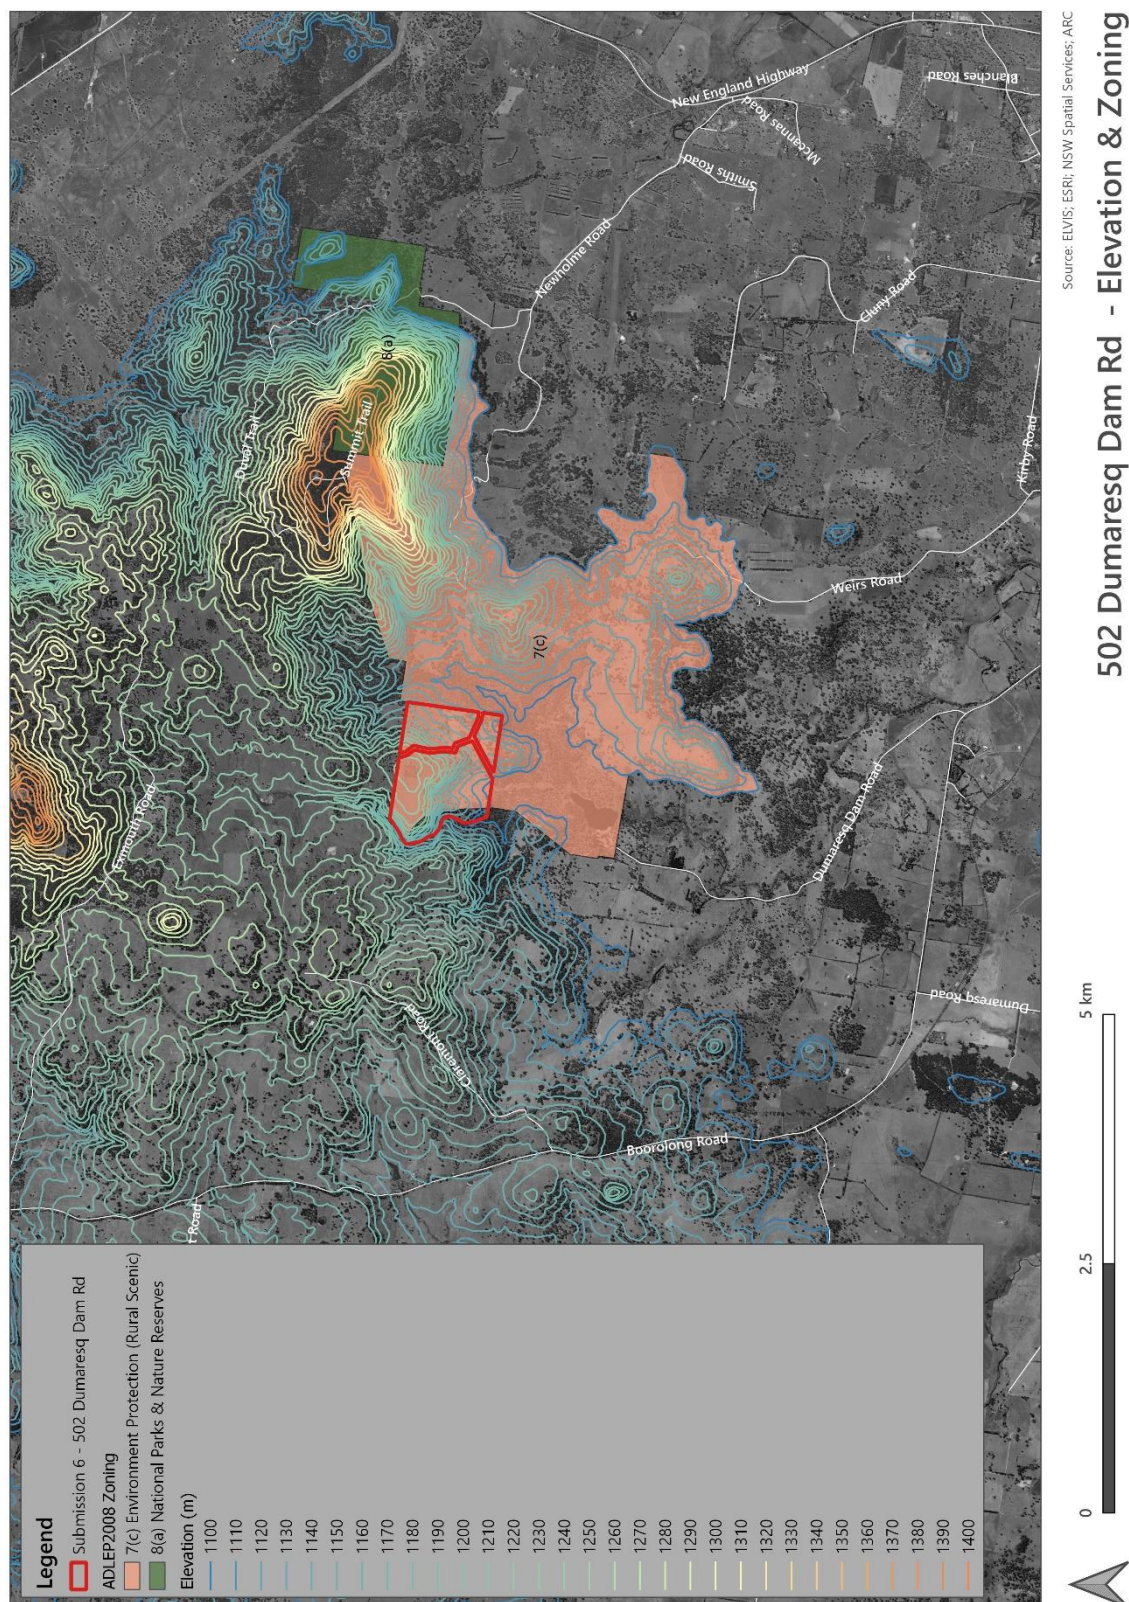 Legend
Submission 6 - 502 Dumaresq Dam Rd
ADLEP2008 Zoning
7(c) Environment Protection (Rural Scenic)
8(a) National Parks & Nature Reserves
Elevation (m)
1100
1110
1120
1130
1140
1150
1160
1170
1180
1190
1200
1210
1220
1230
1240
1250
1260
1270
1280
1290
1300
1310
1320
1330
1340
1350
1360
1370
1380
1390
1400
t Road
Exmouth Road
Claremont Road
Boorolong Road
Dumaresq Road
Dumaresq Dam Road
Duval Trail
Summit Trail
8(a)
7(c)
Weirs Road
Kirby Road
Cluny Road
Newholme Road
Smiths Road
Mccannas Road
New England Highway
Blanches Road
Source: ELVIS; ESRI; NSW Spatial Services; ARC
0
2.5
5 km
502 Dumaresq Dam Rd - Elevation & Zoning